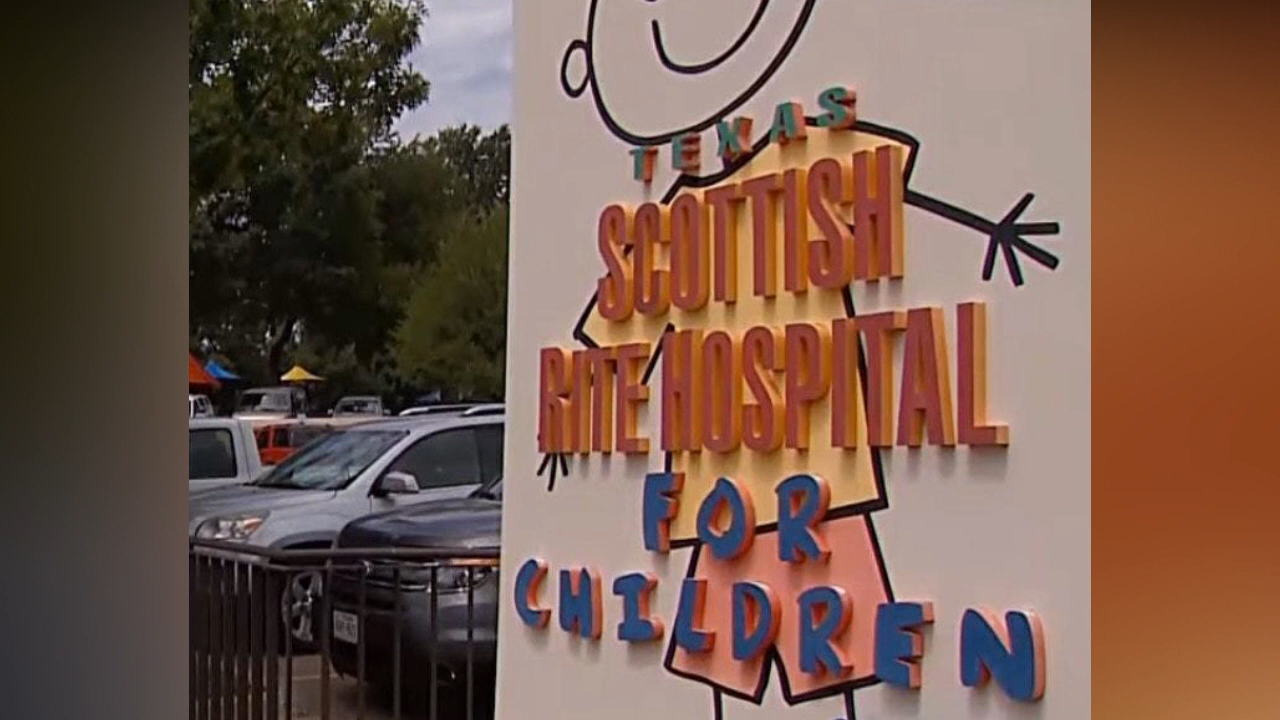 TEXAS
SCOTTISH
RITE HOSPITAL
FOR
CHILDREN